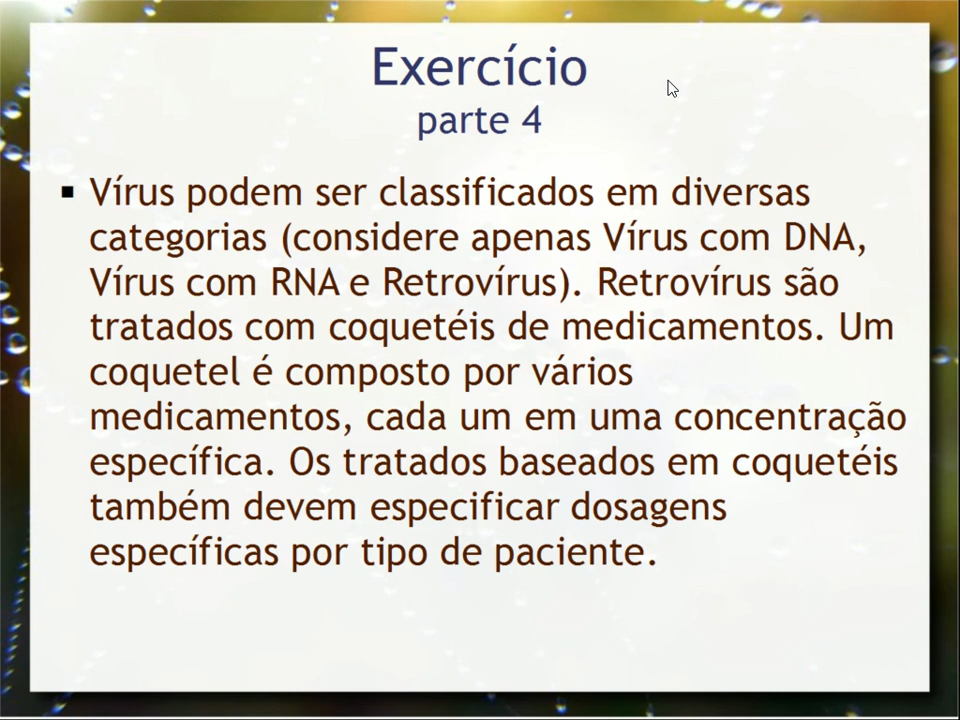 Exercício
parte 4
▪ Vírus podem ser classificados em diversas
categorias (considere apenas Vírus com DNA,
Vírus com RNA e Retrovírus). Retrovírus são
tratados com coquetéis de medicamentos. Um
coquetel é composto por vários
medicamentos, cada um em uma concentração
específica. Os tratados baseados em coquetéis
também devem especificar dosagens
específicas por tipo de paciente.